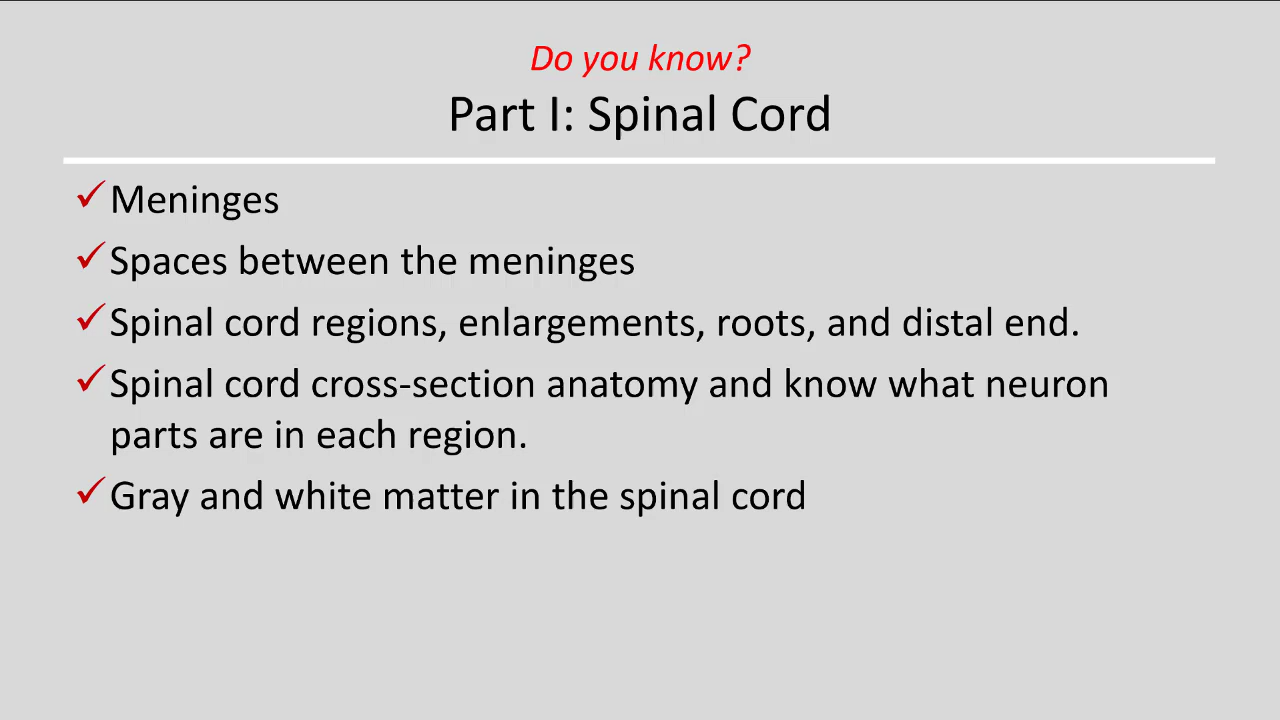 Do you know?
Part I: Spinal Cord
✓Meninges
✓Spaces between the meninges
✓Spinal cord regions, enlargements, roots, and distal end.
✓Spinal cord cross-section anatomy and know what neuron
parts are in each region.
✓Gray and white matter in the spinal cord